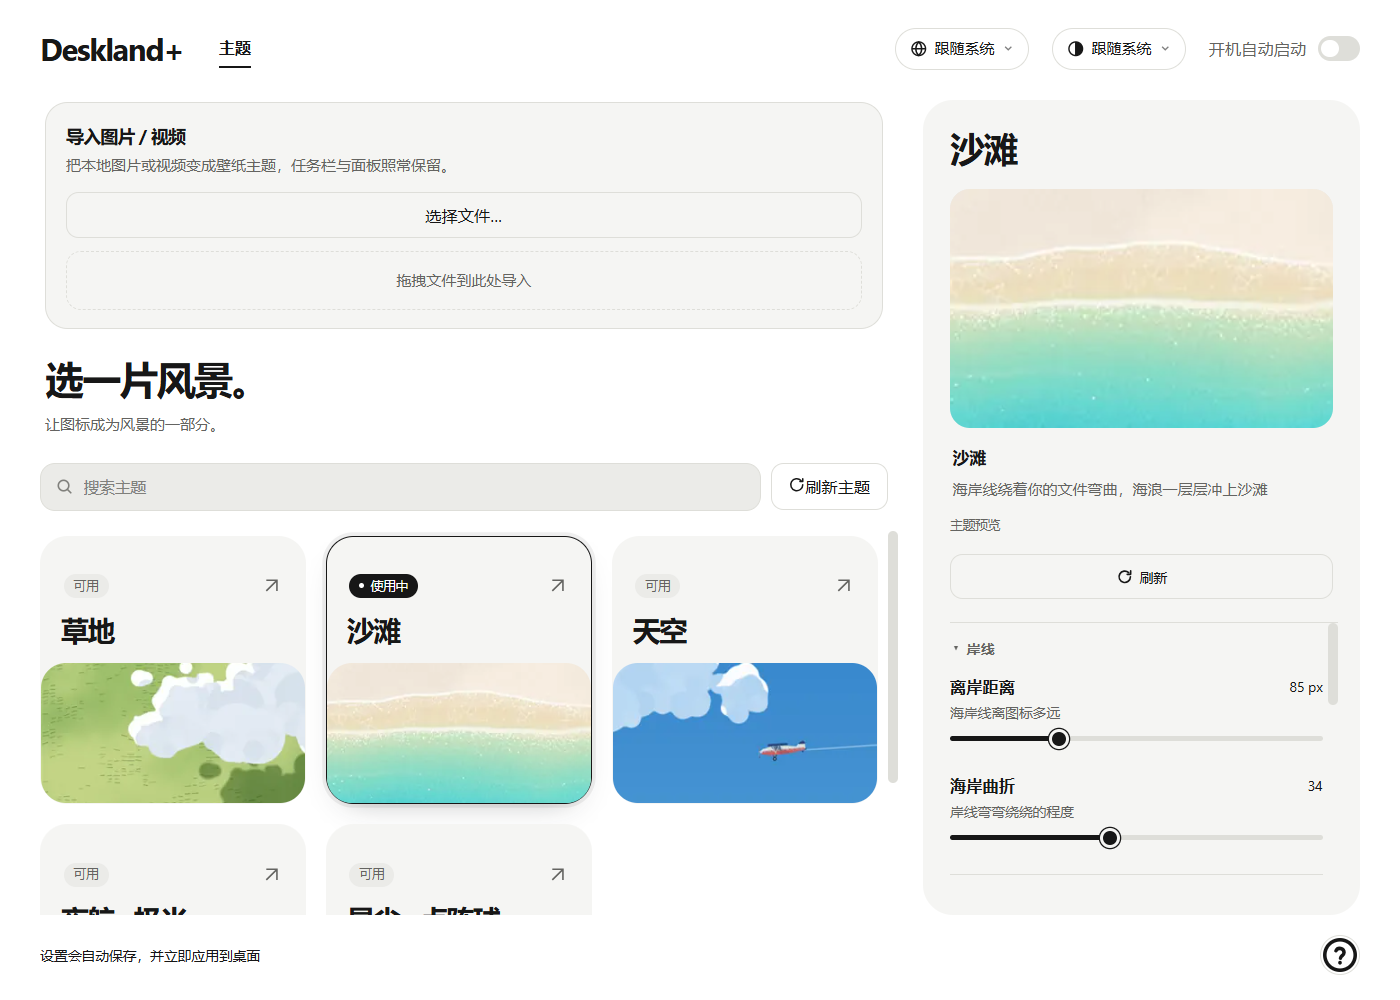 Deskland+
主题
跟随系统
跟随系统
开机自动启动
导入图片 / 视频
把本地图片或视频变成壁纸主题，任务栏与面板照常保留。
选择文件...
拖拽文件到此处导入
选一片风景。
让图标成为风景的一部分。
搜索主题
刷新主题
可用
草地
使用中
沙滩
可用
天空
可用
可用
沙滩
沙滩
海岸线绕着你的文件弯曲，海浪一层层冲上沙滩
主题预览
刷新
岸线
离岸距离
85 px
海岸线离图标多远
海岸曲折
34
岸线弯弯绕绕的程度
设置会自动保存，并立即应用到桌面